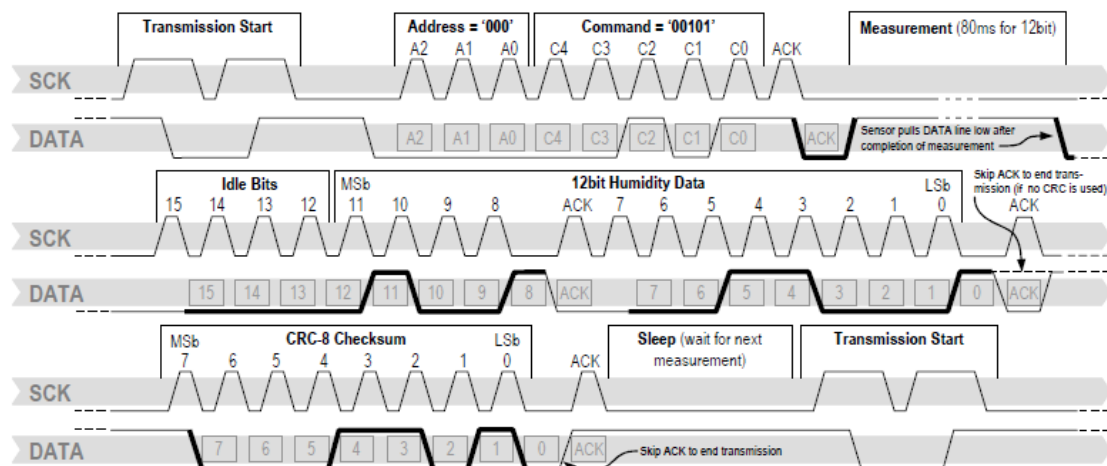 Transmission Start Address = ‘000’ Command = ‘00101’ Measurement (80ms for 12bit)
A2 A1 A0 C4 C3 C2 C1 C0 ACK
SCK
DATA A2 A1 A0 C4 C3 C2 C1 C0 ACK
Sensor pulls DATA line low after
completion of measurement
Skip ACK to end trans-
mission (if no CRC is used)
Idle Bits MSb 12bit Humidity Data LSb
15 14 13 12 11 10 9 8 ACK 7 6 5 4 3 2 1 0 ACK
SCK
DATA 15 14 13 12 11 10 9 8 ACK 7 6 5 4 3 2 1 0 ACK
MSb CRC-8 Checksum LSb Sleep (wait for next Transmission Start
measurement)
7 6 5 4 3 2 1 0 ACK
SCK
DATA 7 6 5 4 3 2 1 0 ACK Skip ACK to end transmission